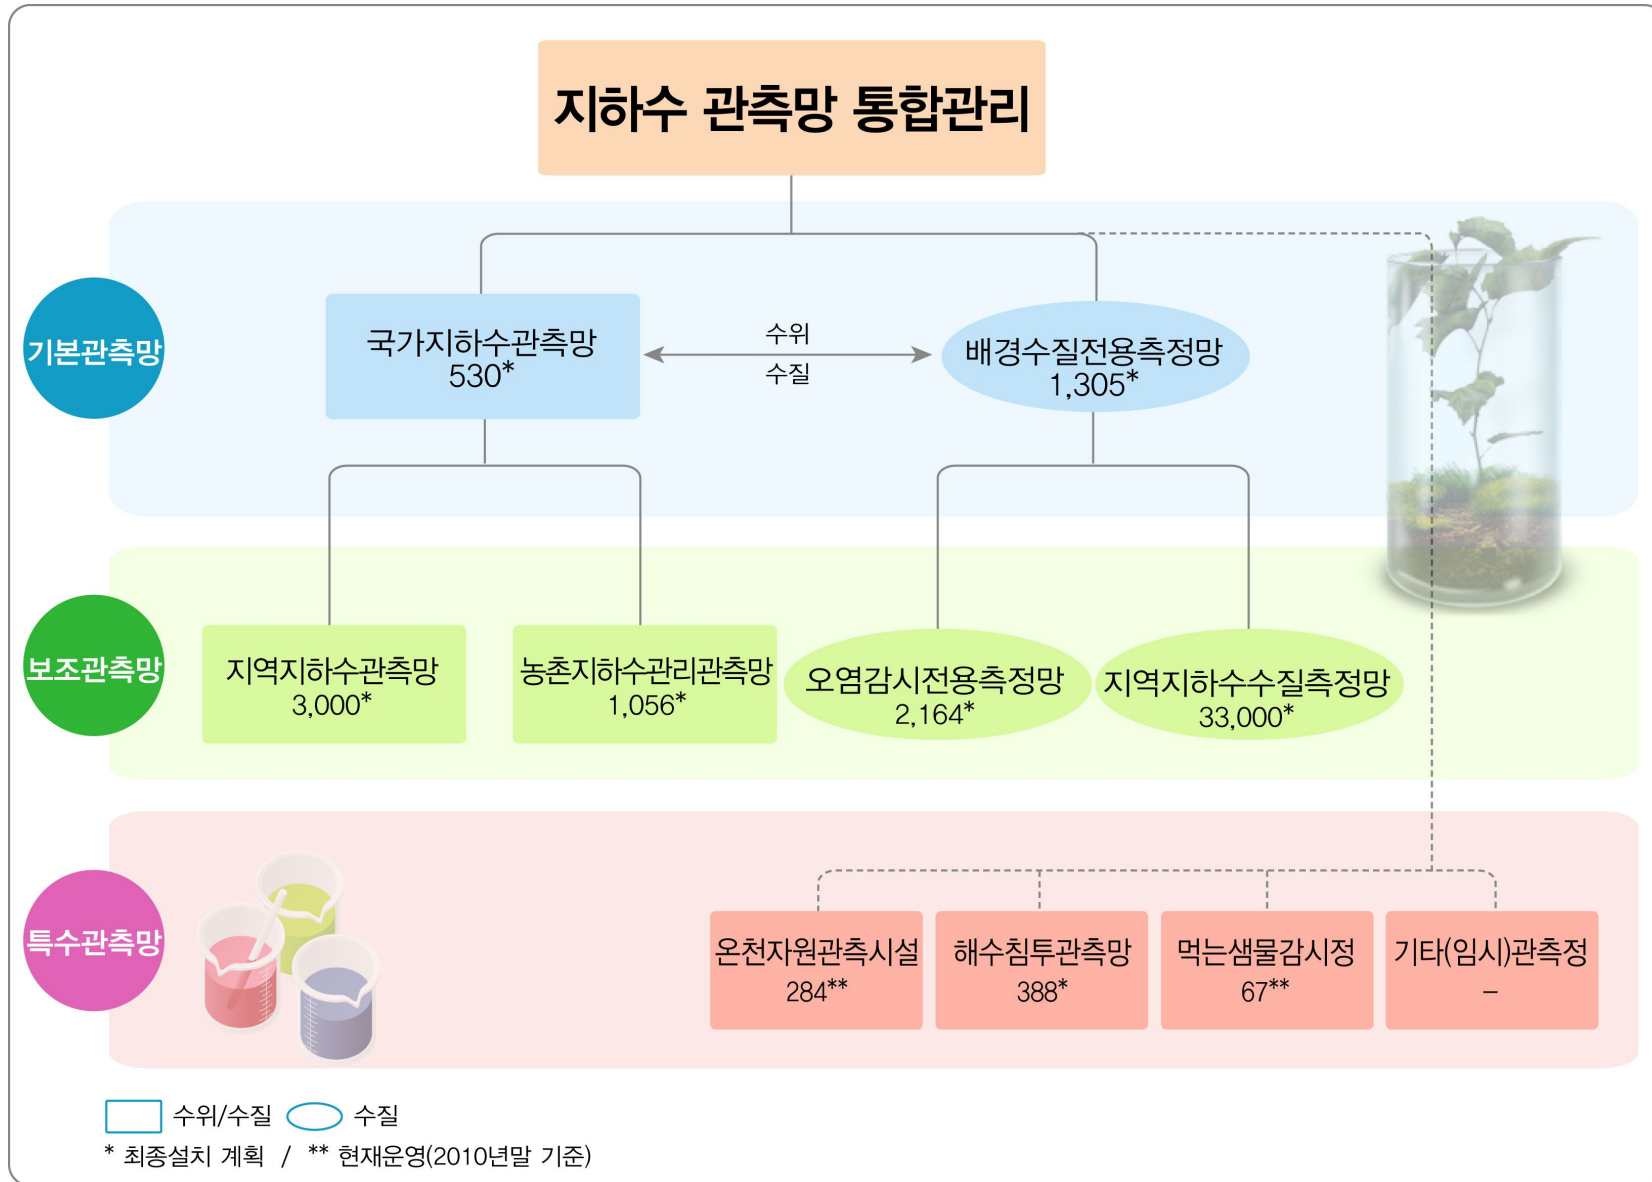 지하수 관측망 통합관리
기본관측망
국가지하수관측망
530*
수위
수질
배경수질전용측정망
1,305*
보조관측망
지역지하수관측망
3,000*
농촌지하수관리관측망
1,056*
오염감시전용측정망
2,164*
지역지하수수질측정망
33,000*
특수관측망
온천자원관측시설
284**
해수침투관측망
388*
먹는샘물감시정
67**
기타(임시)관측정
–
수위/수질 수질
* 최종설치 계획 / ** 현재운영(2010년말 기준)